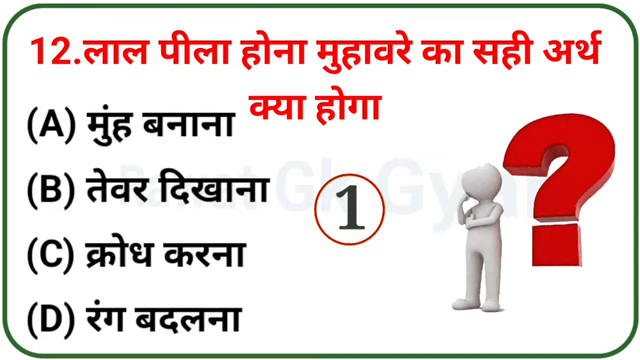 12.लाल पीला होना मुहावरे का सही अर्थ
क्या होगा
(A) मुंह बनाना
(B) तेवर दिखाना
(C) क्रोध करना
(D) रंग बदलना
1
?